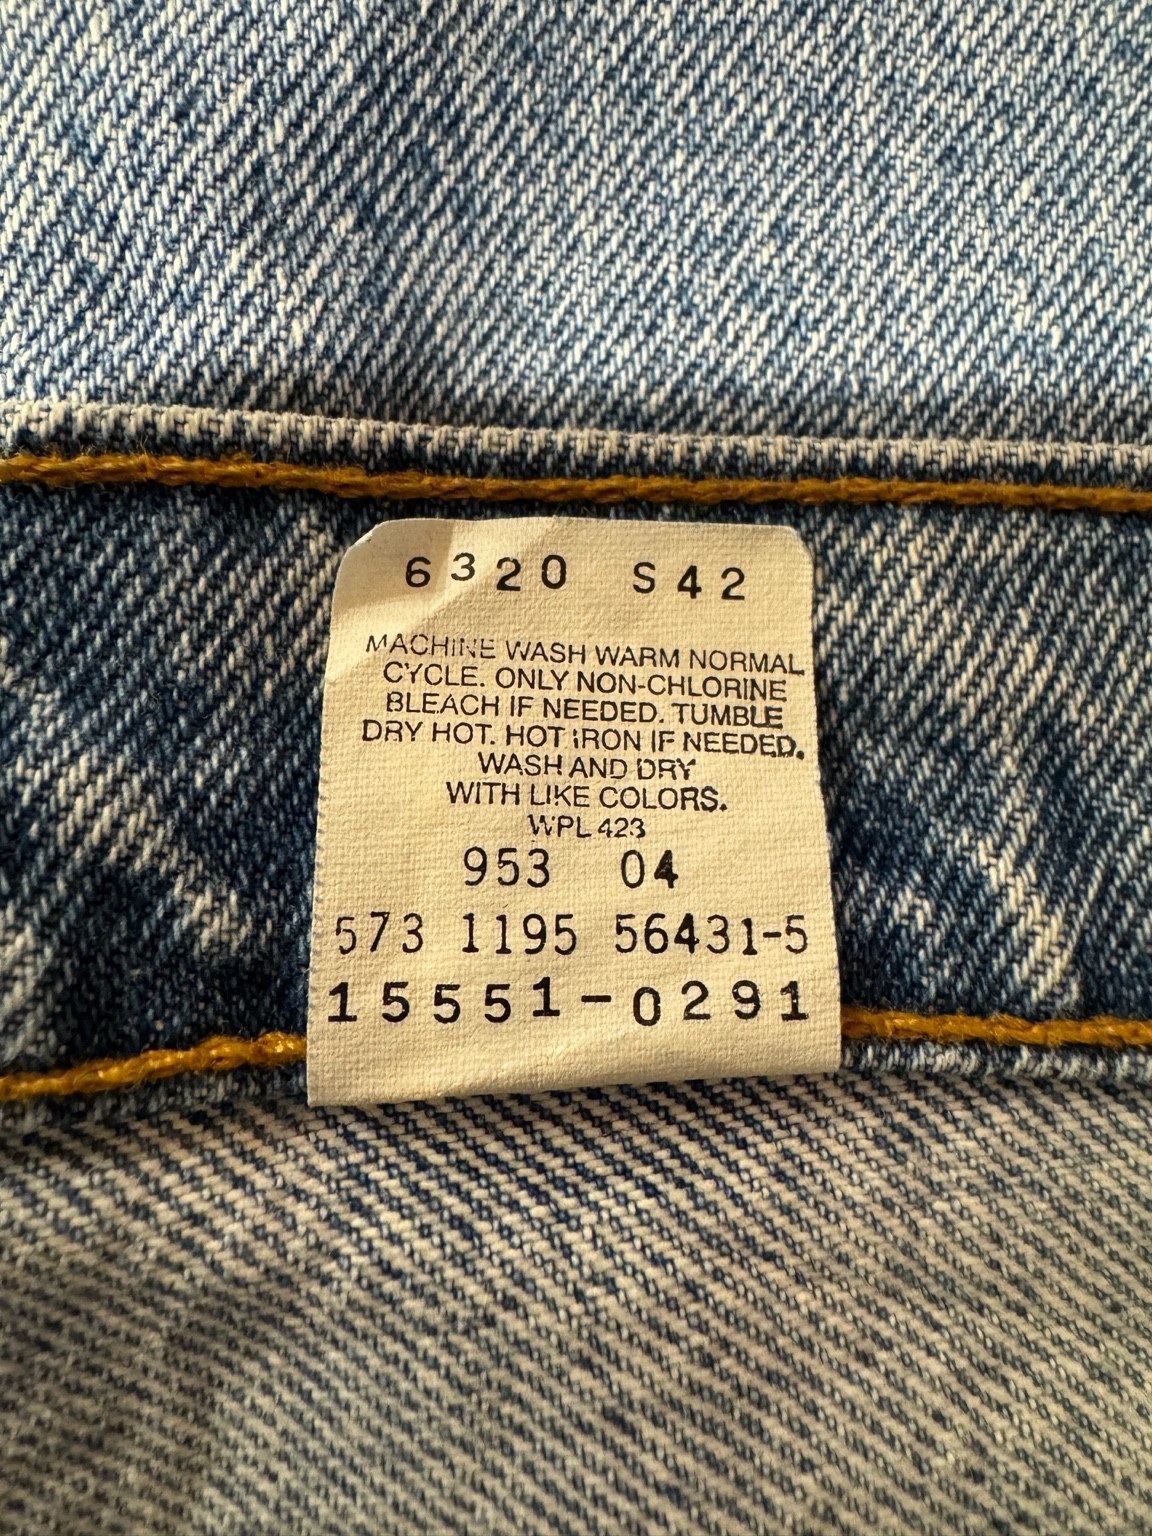 6320 S42
MACHINE WASH WARM NORMAL
CYCLE. ONLY NON-CHLORINE
BLEACH IF NEEDED. TUMBLE
DRY HOT. HOT IRON IF NEEDED.
WASH AND DRY
WITH LIKE COLORS.
WPL 423
953 04
573 1195 56431-5
15551-0291